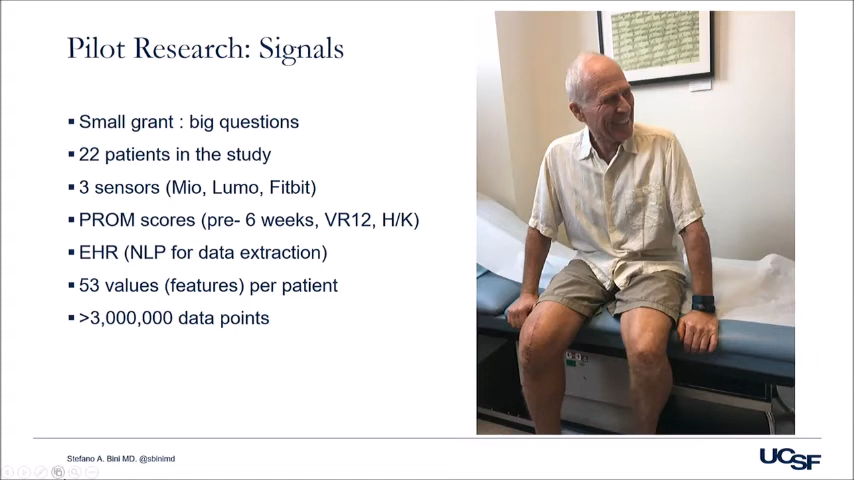 Pilot Research: Signals
▪ Small grant : big questions
▪ 22 patients in the study
▪ 3 sensors (Mio, Lumo, Fitbit)
▪ PROM scores (pre- 6 weeks, VR12, H/K)
▪ EHR (NLP for data extraction)
▪ 53 values (features) per patient
▪ >3,000,000 data points
Stefano A. Bini MD. @sbinimd
UCSF